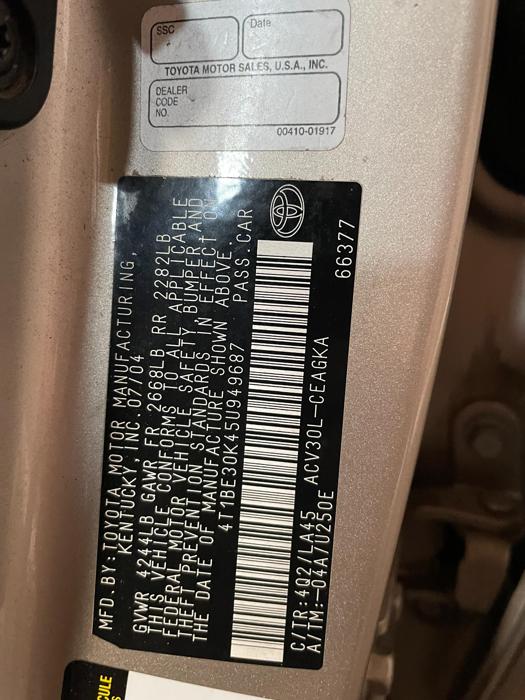 SSC
Date
TOYOTA MOTOR SALES, U.S.A., INC.
DEALER
CODE
NO.
00410-01917
MFD.BY:TOYOTA MOTOR MANUFACTURING,
KENTUCKY, INC.07/04
GVWR 4244LB GAWR FR 2668LB RR 2282LB
THIS VEHICLE CONFORMS TO ALL APPLICABLE
FEDERAL MOTOR VEHICLE SAFETY, BUMPER AND
THEFT PREVENTION STANDARDS IN EFFECT ON
THE DATE OF MANUFACTURE SHOWN ABOVE.
4T1BE30K45U949687 PASS.CAR
C/TR:4Q2/LA45 ACV30L-CEAGKA
A/TM:-04A/U250E 66377